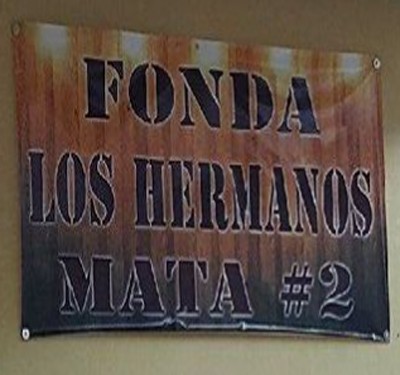 FONDA
LOS HERMANOS
MATA #2